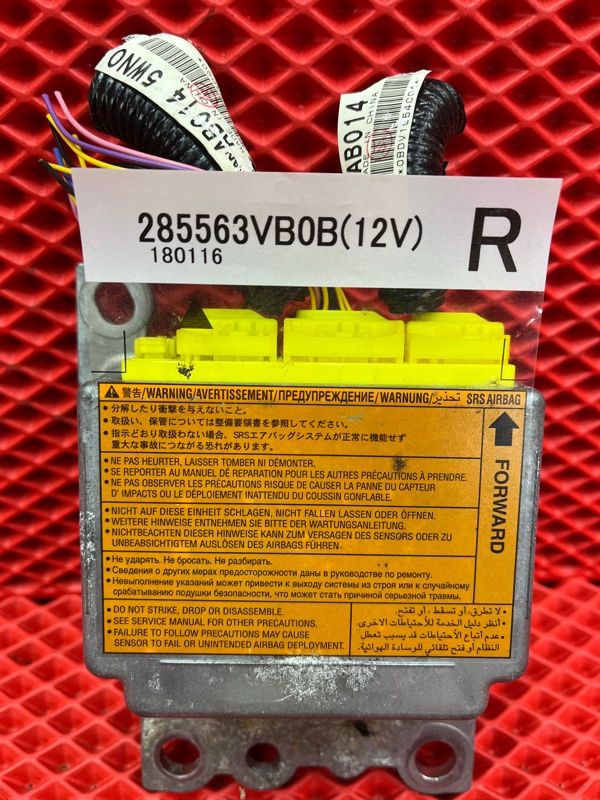 AB014 5WN0
AB014
MADE IN CHINA
285563VB0B(12V)
180116
R
警告/WARNING/AVERTISSEMENT/ПРЕДУПРЕЖДЕНИЕ/WARNUNG/تحذير SRS AIRBAG
• 分解したり衝撃を与えないこと。
• 取扱い、保管については整備要領書を参照してください。
• 指示どおり取扱わない場合、SRSエアバッグシステムが正常に機能せず
重大な事故につながる恐れがあります。
• NE PAS HEURTER, LAISSER TOMBER NI DÉMONTER.
• SE REPORTER AU MANUEL DE RÉPARATION POUR LES AUTRES PRÉCAUTIONS À PRENDRE.
• NE PAS OBSERVER LES PRÉCAUTIONS RISQUE DE CAUSER LA PANNE DU CAPTEUR
D' IMPACTS OU LE DÉPLOIEMENT INATTENDU DU COUSSIN GONFLABLE.
• NICHT AUF DIESE EINHEIT SCHLAGEN, NICHT FALLEN LASSEN ODER ÖFFNEN.
• WEITERE HINWEISE ENTNEHMEN SIE BITTE DER WARTUNGSANLEITUNG.
• NICHTBEACHTEN DIESER HINWEISE KANN ZUM VERSAGEN DES SENSORS ODER ZU
UNBEABSICHTIGTEM AUSLÖSEN DES AIRBAGS FÜHREN.
• Не ударять. Не бросать. Не разбирать.
• Сведения о других мерах предосторожности даны в руководстве по ремонту.
• Невыполнение указаний может привести к выходу системы из строя или к случайному
срабатыванию подушки безопасности, что может стать причиной серьезной травмы.
• DO NOT STRIKE, DROP OR DISASSEMBLE.
• SEE SERVICE MANUAL FOR OTHER PRECAUTIONS.
• FAILURE TO FOLLOW PRECAUTIONS MAY CAUSE
SENSOR TO FAIL OR UNINTENDED AIRBAG DEPLOYMENT.
• لا تطرق، أو تسقط، أو تفتح.
• أنظر دليل الخدمة للأحتياطات الاخرى.
• عدم أتباع الأحتياطات قد يسبب تعطل
النظام أو فتح تلقائي للوسادة الهوائية.
FORWARD